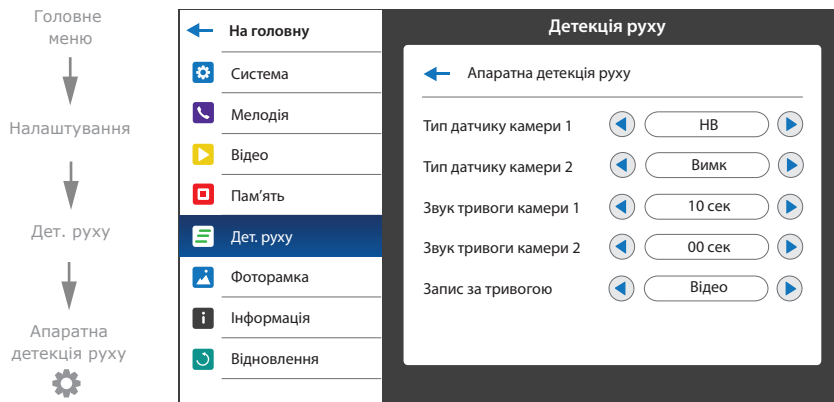 Головне
меню
Налаштування
Дет. руху
Апаратна
детекція руху
На головну
Система
Мелодія
Відео
Пам’ять
Дет. руху
Фоторамка
Інформація
Відновлення
Детекція руху
Апаратна детекція руху
Тип датчику камери 1 НВ
Тип датчику камери 2 Вимк
Звук тривоги камери 1 10 сек
Звук тривоги камери 2 00 сек
Запис за тривогою Відео